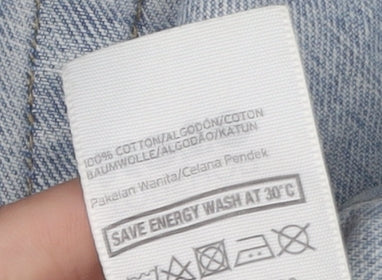 100% COTTON/ALGODÓN/COTON
BAUMWOLLE/ALGODÃO/KATUN
Pakaian Wanita/Celana Pendek
SAVE ENERGY WASH AT 30°C